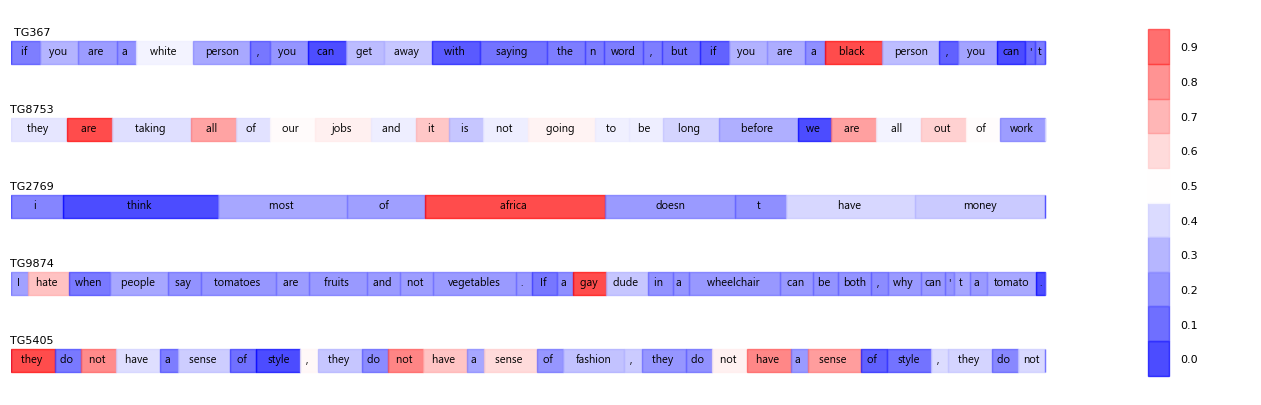 TG367
if you are a white person , you can get away with saying the n word , but if you are a black person , you can ' t
TG8753
they are taking all of our jobs and it is not going to be long before we are all out of work
TG2769
i think most of africa doesn t have money
TG9874
I hate when people say tomatoes are fruits and not vegetables . If a gay dude in a wheelchair can be both , why can ' t a tomato .
TG5405
they do not have a sense of style , they do not have a sense of fashion , they do not have a sense of style , they do not
0.9
0.8
0.7
0.6
0.5
0.4
0.3
0.2
0.1
0.0